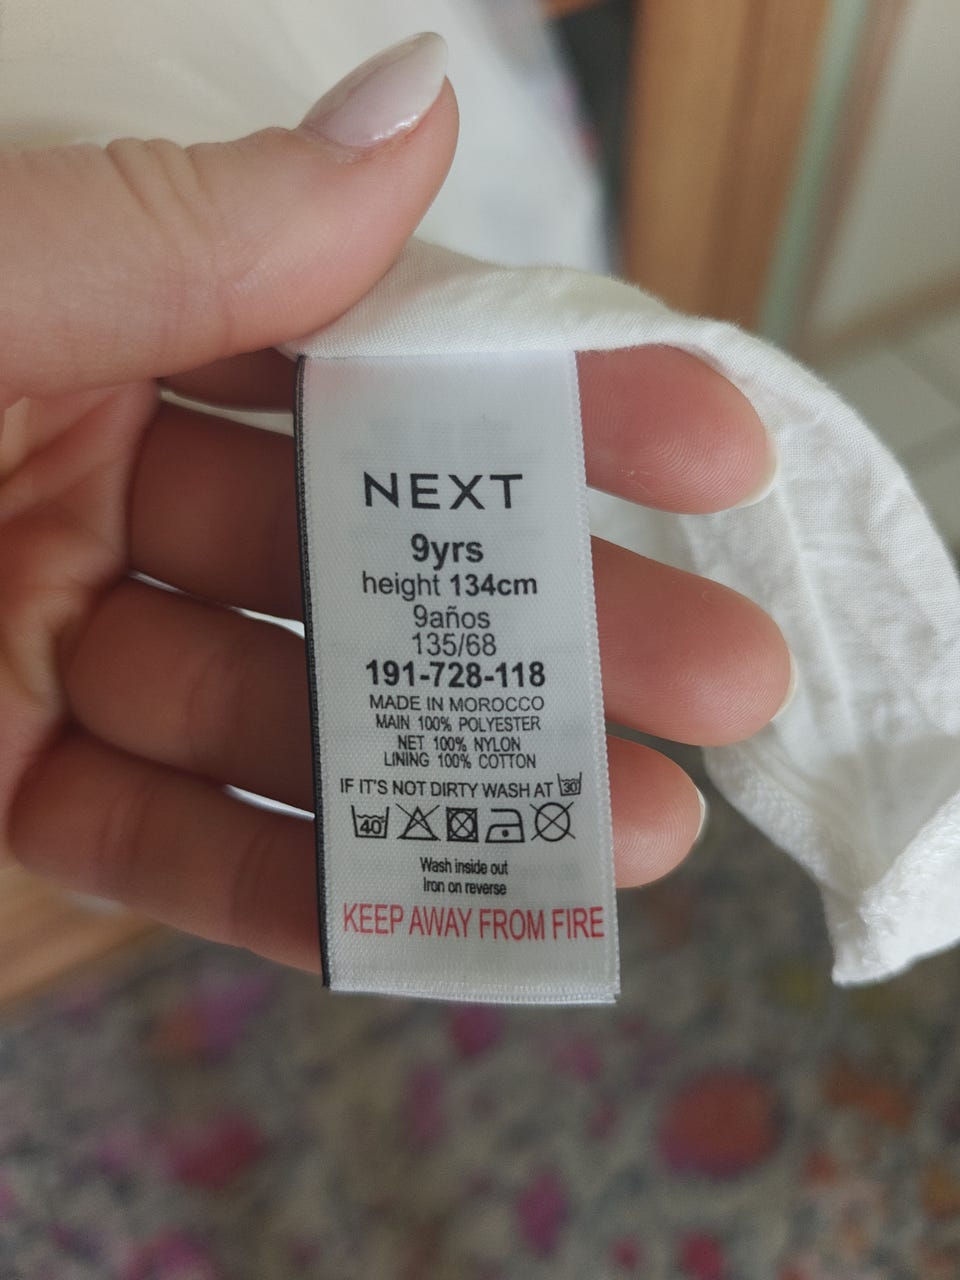 NEXT
9yrs
height 134cm
9años
135/68
191-728-118
MADE IN MOROCCO
MAIN 100% POLYESTER
NET 100% NYLON
LINING 100% COTTON
IF IT'S NOT DIRTY WASH AT 30
40
Wash inside out
Iron on reverse
KEEP AWAY FROM FIRE